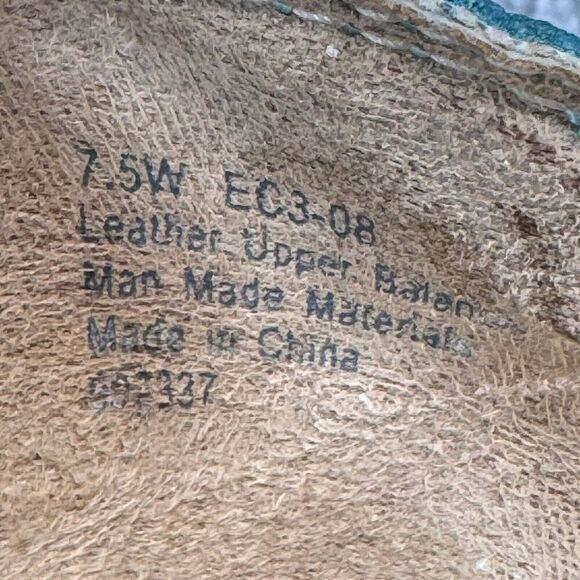 7.5W EC3-08
Leather Upper Balance
Man Made Materials
Made in China